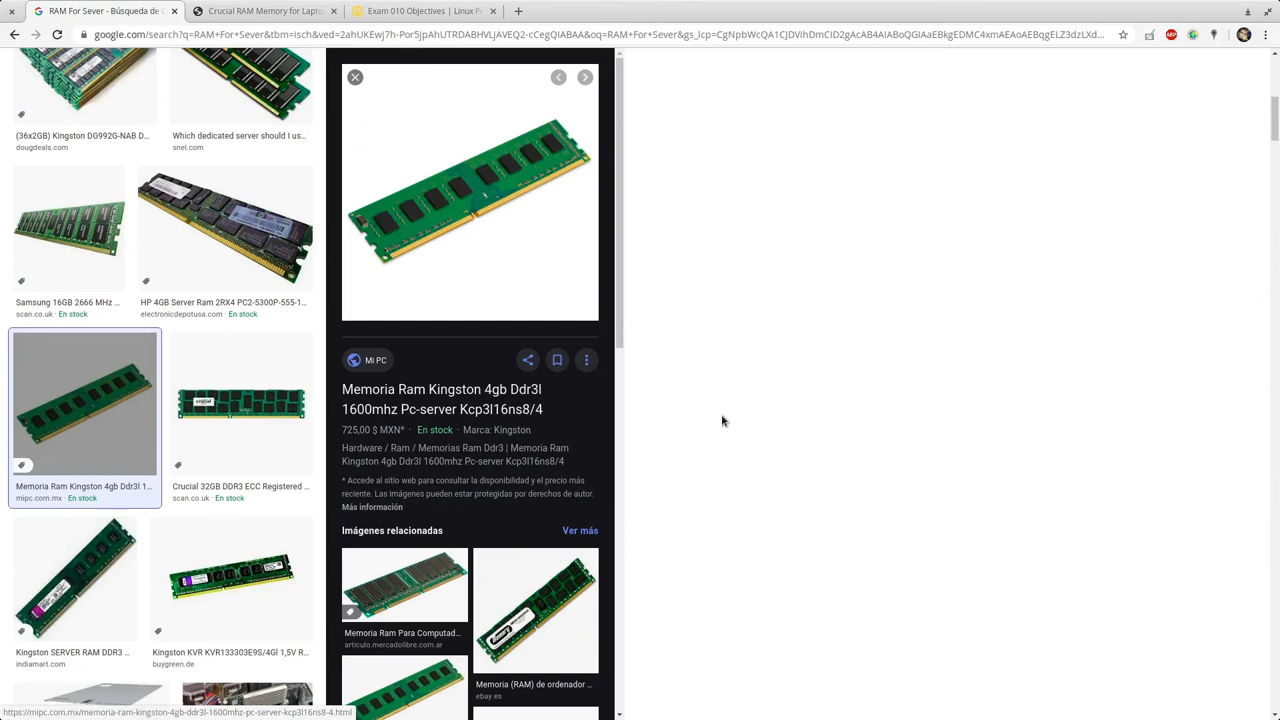 RAM For Sever - Búsqueda de C
Crucial RAM Memory for Lapto
Exam 010 Objectives | Linux P
google.com/search?q=RAM+For+Sever&tbm=isch&ved=2ahUKEwj7h-Por5jpAhUTRDABHVLjAVEQ2-cCegQIABAA&oq=RAM+For+Sever&gs_lcp=CgNpbWcQA1CJDVihDmCID2gAcAB4AIABoQGIAaEBkgEDMC4xmAEAoAEBqgELZ3dzLXd…
(36x2GB) Kingston DG992G-NAB D…
dougdeals.com
Which dedicated server should I us…
snel.com
Samsung 16GB 2666 MHz …
scan.co.uk · En stock
HP 4GB Server Ram 2RX4 PC2-5300P-555-1…
electronicdepotusa.com · En stock
Memoria Ram Kingston 4gb Ddr3l 1…
mipc.com.mx · En stock
crucial
Crucial 32GB DDR3 ECC Registered …
scan.co.uk · En stock
Kingston SERVER RAM DDR3 …
indiamart.com
Kingston KVR KVR133303E9S/4GI 1,5V R…
buygreen.de
https://mipc.com.mx/memoria-ram-kingston-4gb-ddr3l-1600mhz-pc-server-kcp3l16ns8-4.html
Mi PC
Memoria Ram Kingston 4gb Ddr3l
1600mhz Pc-server Kcp3l16ns8/4
725,00 $ MXN* · En stock · Marca: Kingston
Hardware / Ram / Memorias Ram Ddr3 | Memoria Ram
Kingston 4gb Ddr3l 1600mhz Pc-server Kcp3l16ns8/4
* Accede al sitio web para consultar la disponibilidad y el precio más
reciente. Las imágenes pueden estar protegidas por derechos de autor.
Más información
Imágenes relacionadas
Ver más
Memoria Ram Para Computad…
articulo.mercadolibre.com.ar
Memoria (RAM) de ordenador …
ebay.es